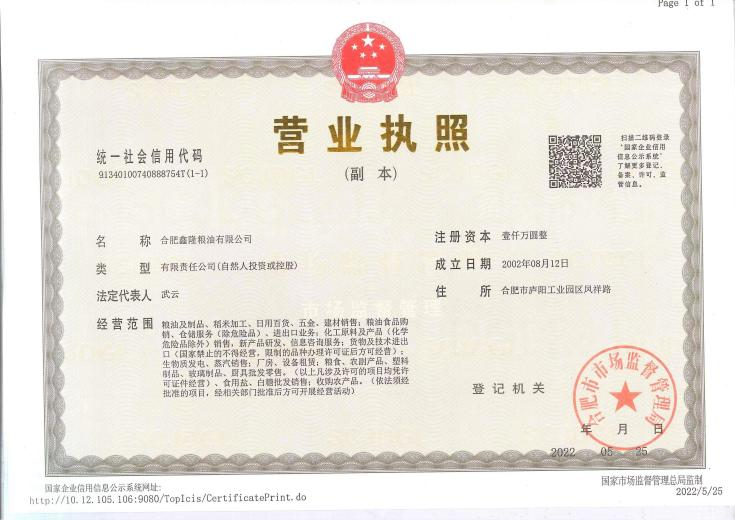 Page 1 of 1
营业执照
(副 本)
统一社会信用代码
91340100740888754T(1-1)
扫描二维码登录
"国家企业信用
信息公示系统"
了解更多登记、
备案、许可、监
管信息。
名 称 合肥鑫隆粮油有限公司
类 型 有限责任公司(自然人投资或控股)
法定代表人 武云
经营范围 粮油及制品、稻米加工、日用百货、五金、建材销售；粮油食品购
销、仓储服务（除危险品）、进出口业务；化工原料及产品（化学
危险品除外）销售，新产品研发、信息咨询服务；货物及技术进出
口（国家禁止的不得经营，限制的品种办理许可证后方可经营）；
生物质发电、蒸汽销售；厂房、设备租赁；粮食、农副产品、塑料
制品、玻璃制品、厨具批发零售。（以上凡涉及许可的项目均凭许
可证件经营）、食用盐、白糖批发销售；收购农产品。（依法须经
批准的项目，经相关部门批准后方可开展经营活动）
注册资本 壹仟万圆整
成立日期 2002年08月12日
住 所 合肥市庐阳工业园区凤祥路
市场监督管理
登记机关
合肥市市场监督管理局
年 月 日
2022 05 25
国家企业信用信息公示系统网址:
http://10.12.105.106:9080/TopIcis/CertificatePrint.do
国家市场监督管理总局监制
2022/5/25